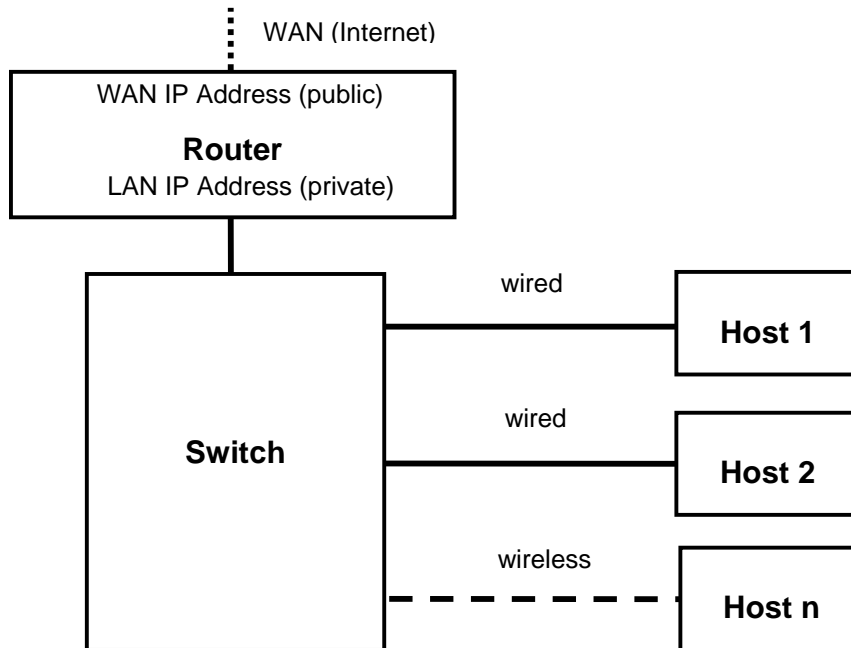 WAN (Internet)
WAN IP Address (public)
Router
LAN IP Address (private)
wired
Host 1
wired
Switch
Host 2
wireless
Host n